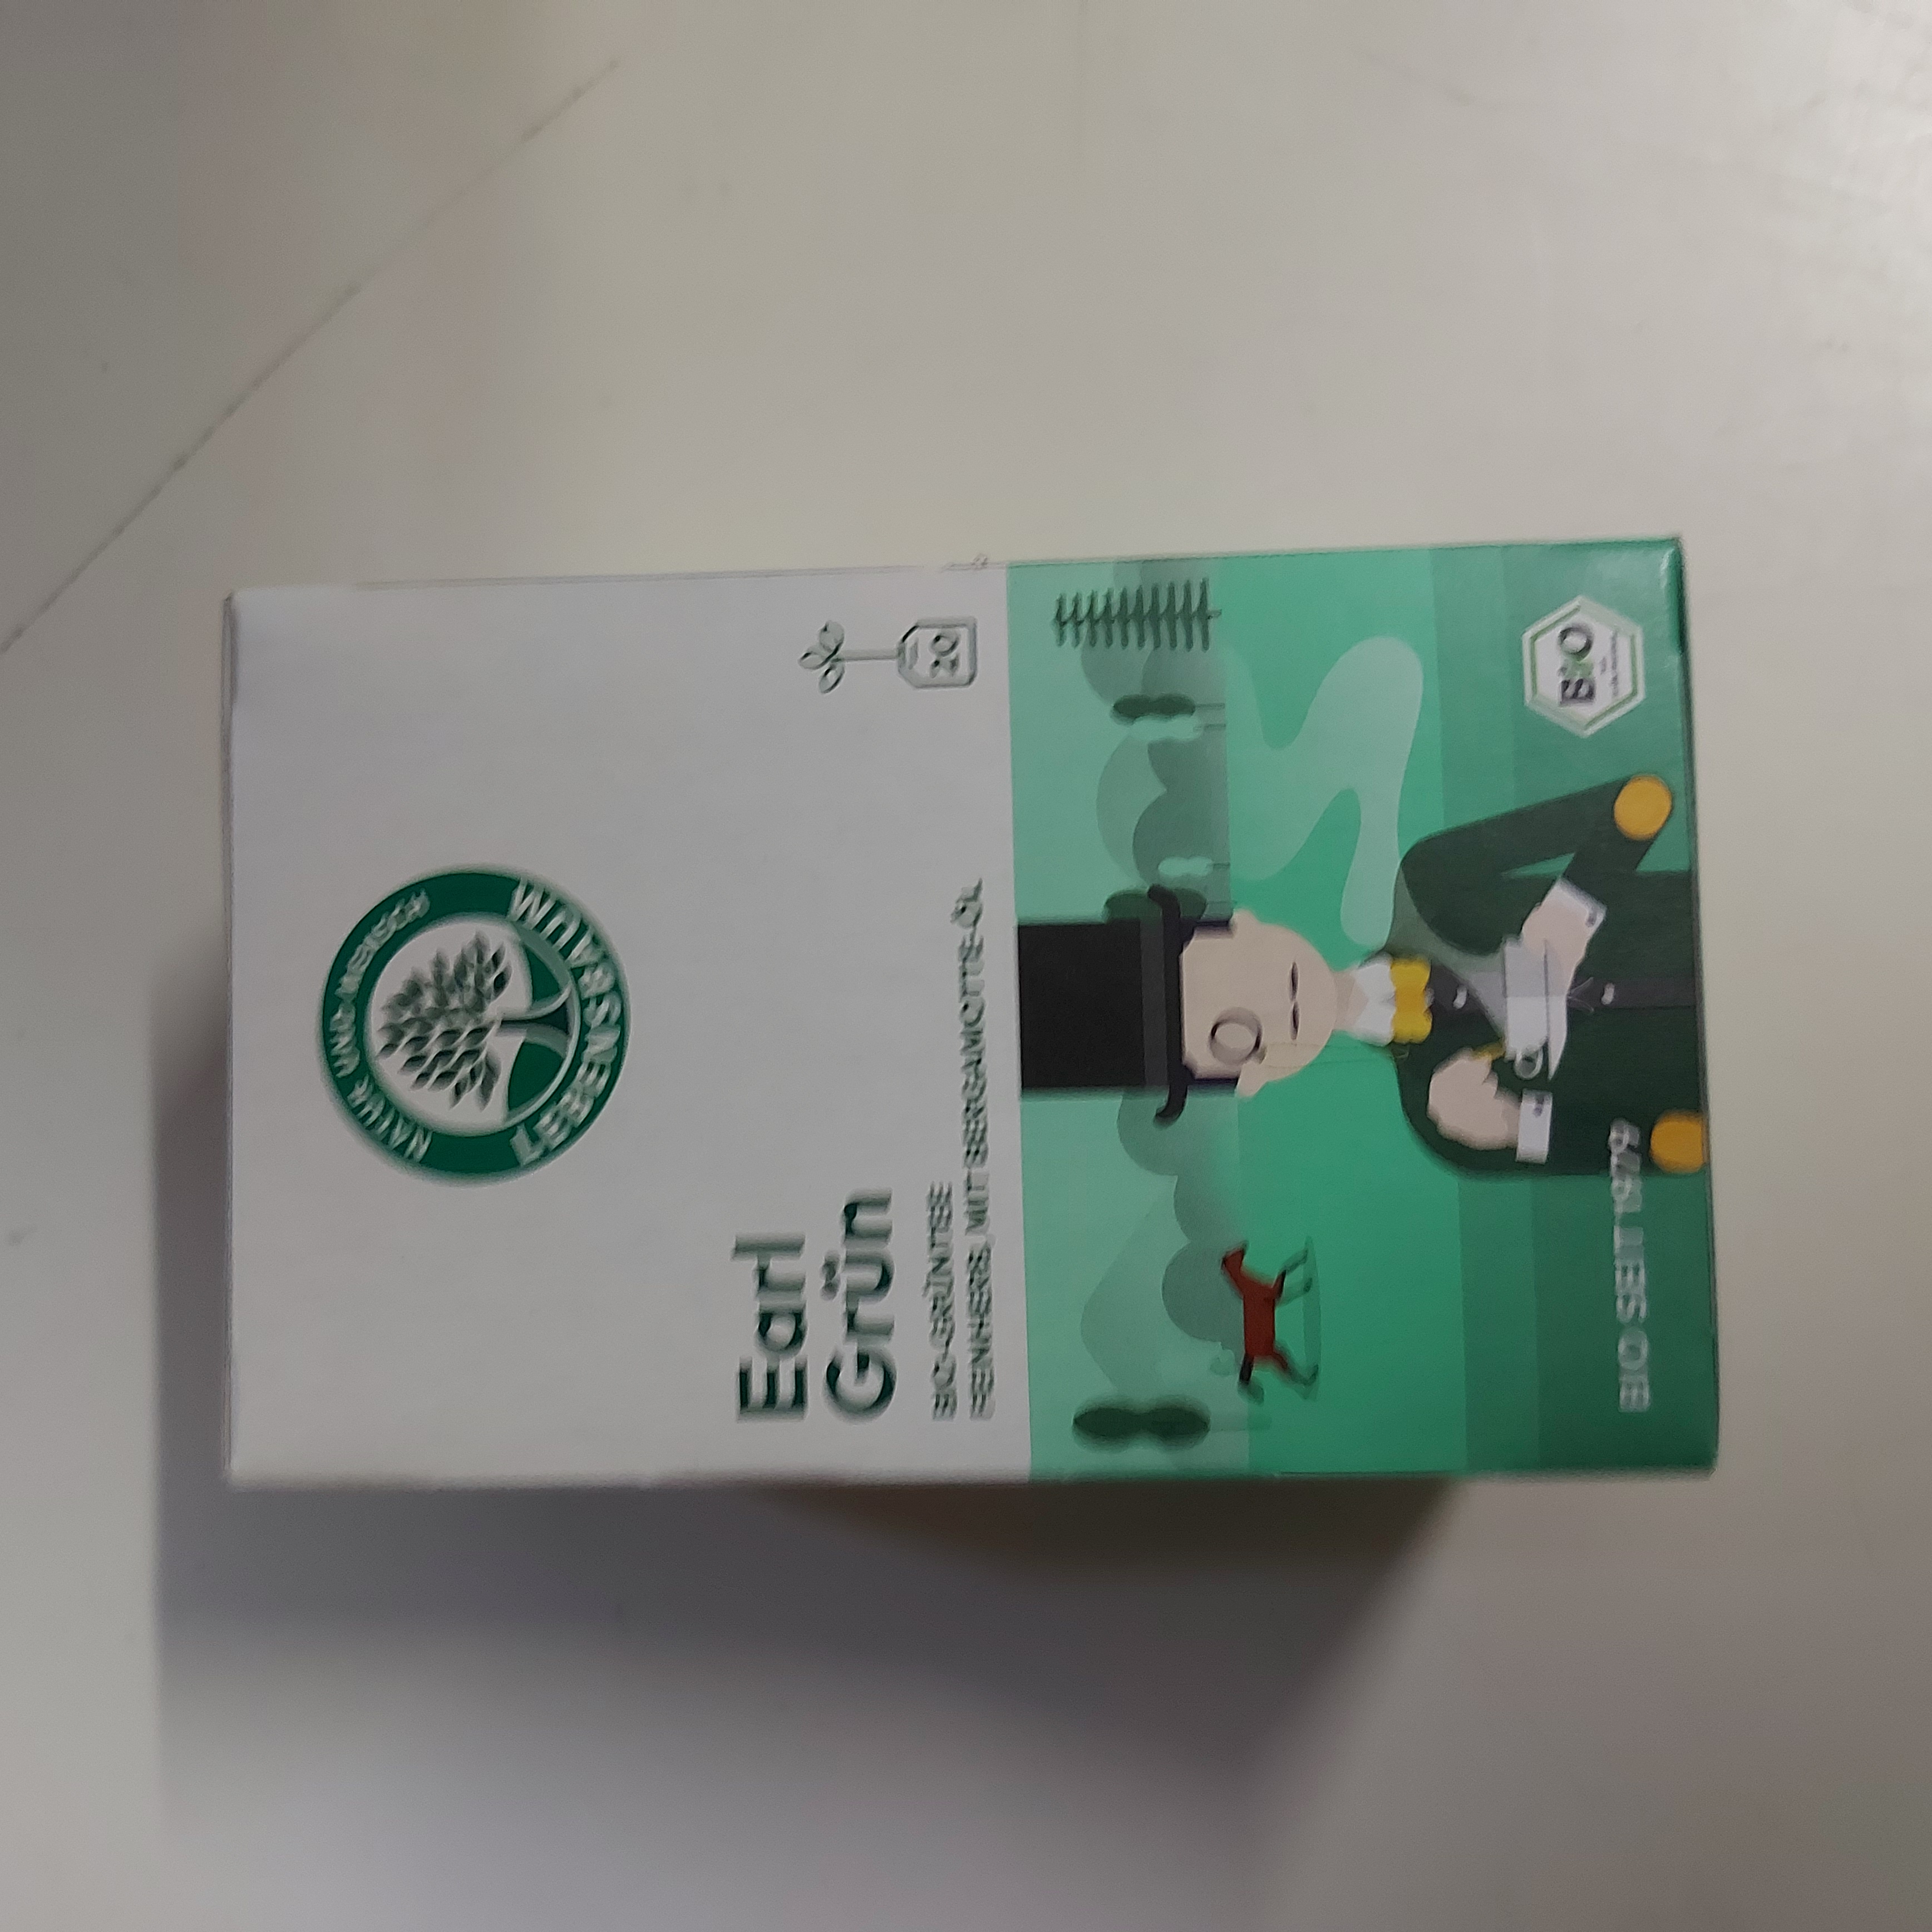 NATUR UND MENSCH
LEBENSBAUM
Earl
Grün
BIO-GRÜNTEE
FEINHERB, MIT BERGAMOTTE-ÖL
20
BIO SEIT 1979
BIO